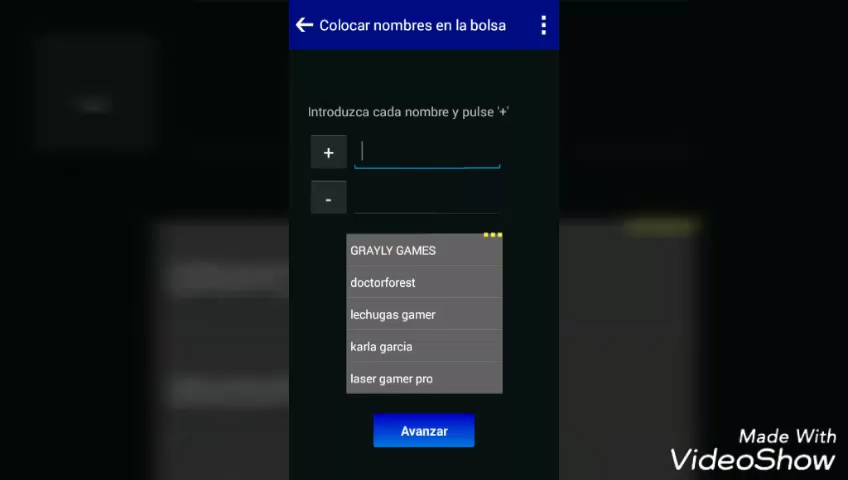 Colocar nombres en la bolsa
Introduzca cada nombre y pulse '+'
+
-
GRAYLY GAMES
doctorforest
lechugas gamer
karla garcia
laser gamer pro
Avanzar
Made With
VideoShow